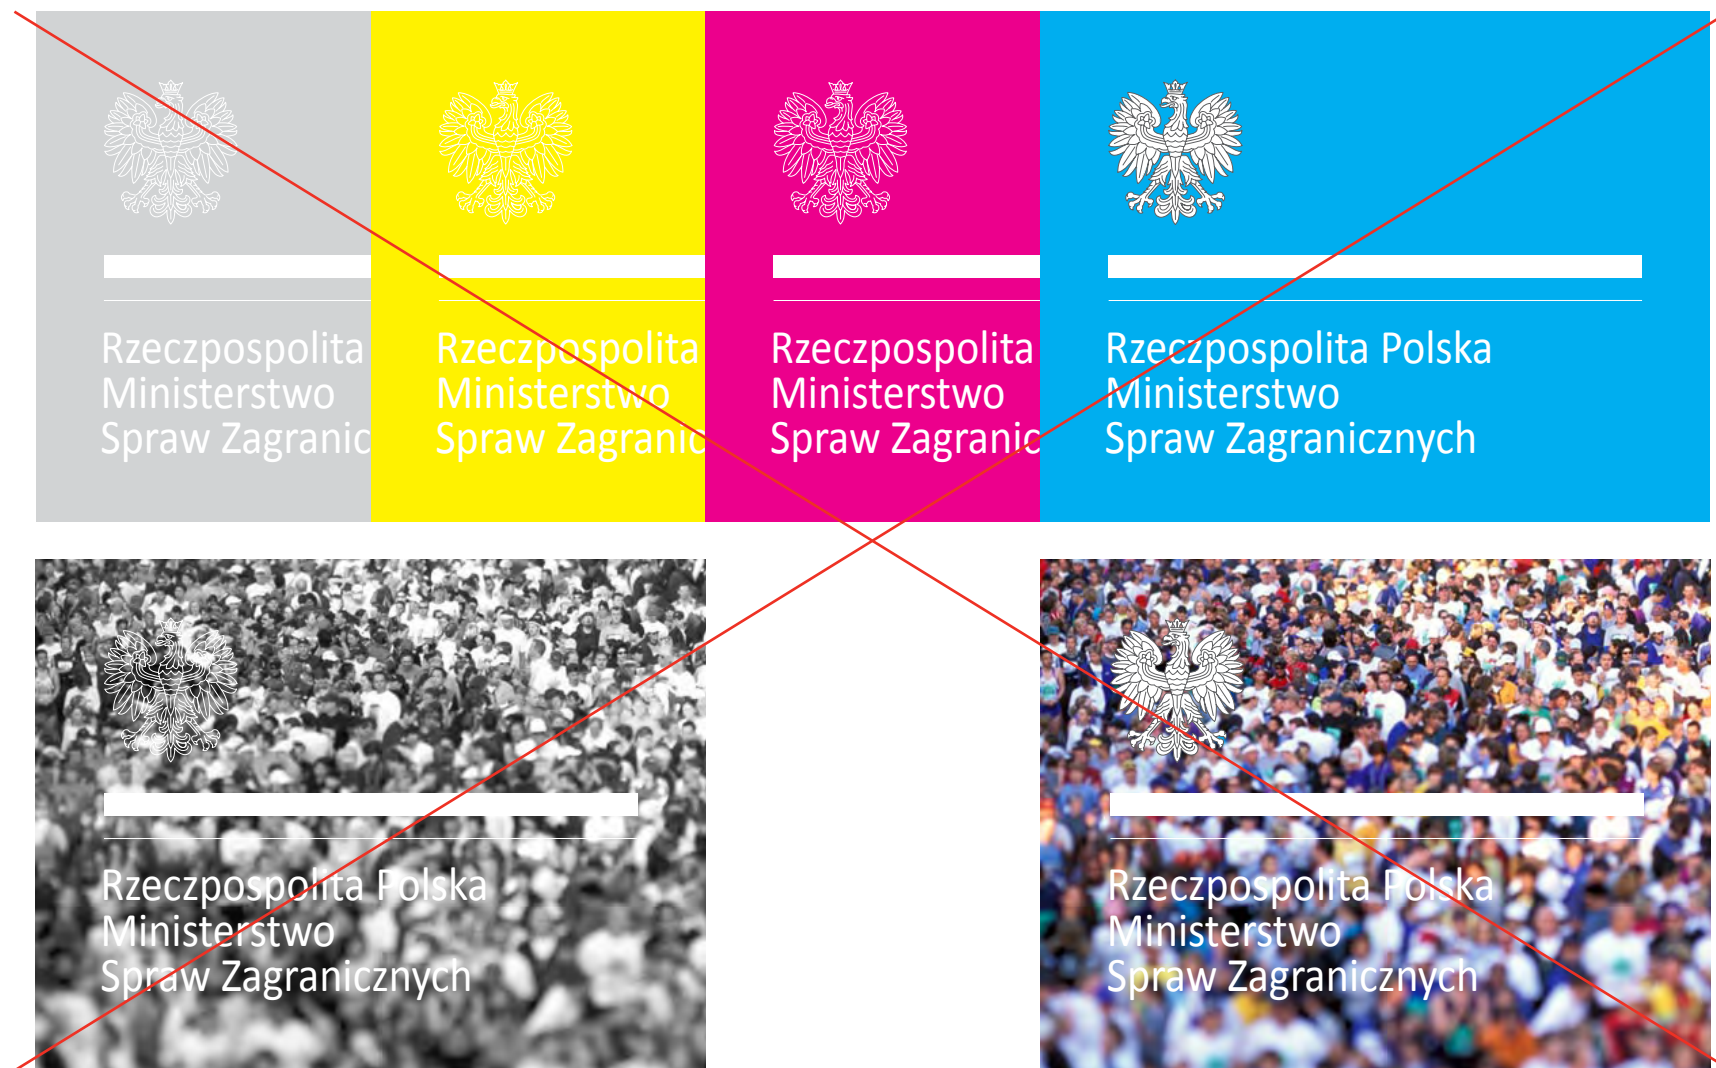 Rzeczpospolita
Ministerstwo
Spraw Zagranic
Rzeczpospolita
Ministerstwo
Spraw Zagranic
Rzeczpospolita
Ministerstwo
Spraw Zagranic
Rzeczpospolita Polska
Ministerstwo
Spraw Zagranicznych
Rzeczpospolita Polska
Ministerstwo
Spraw Zagranicznych
Rzeczpospolita Polska
Ministerstwo
Spraw Zagranicznych